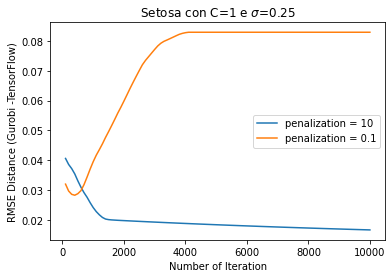 Setosa con C=1 e σ=0.25
RMSE Distance (Gurobi -TensorFlow)
0.08
0.07
0.06
0.05
0.04
0.03
0.02
penalization = 10
penalization = 0.1
0 2000 4000 6000 8000 10000
Number of Iteration